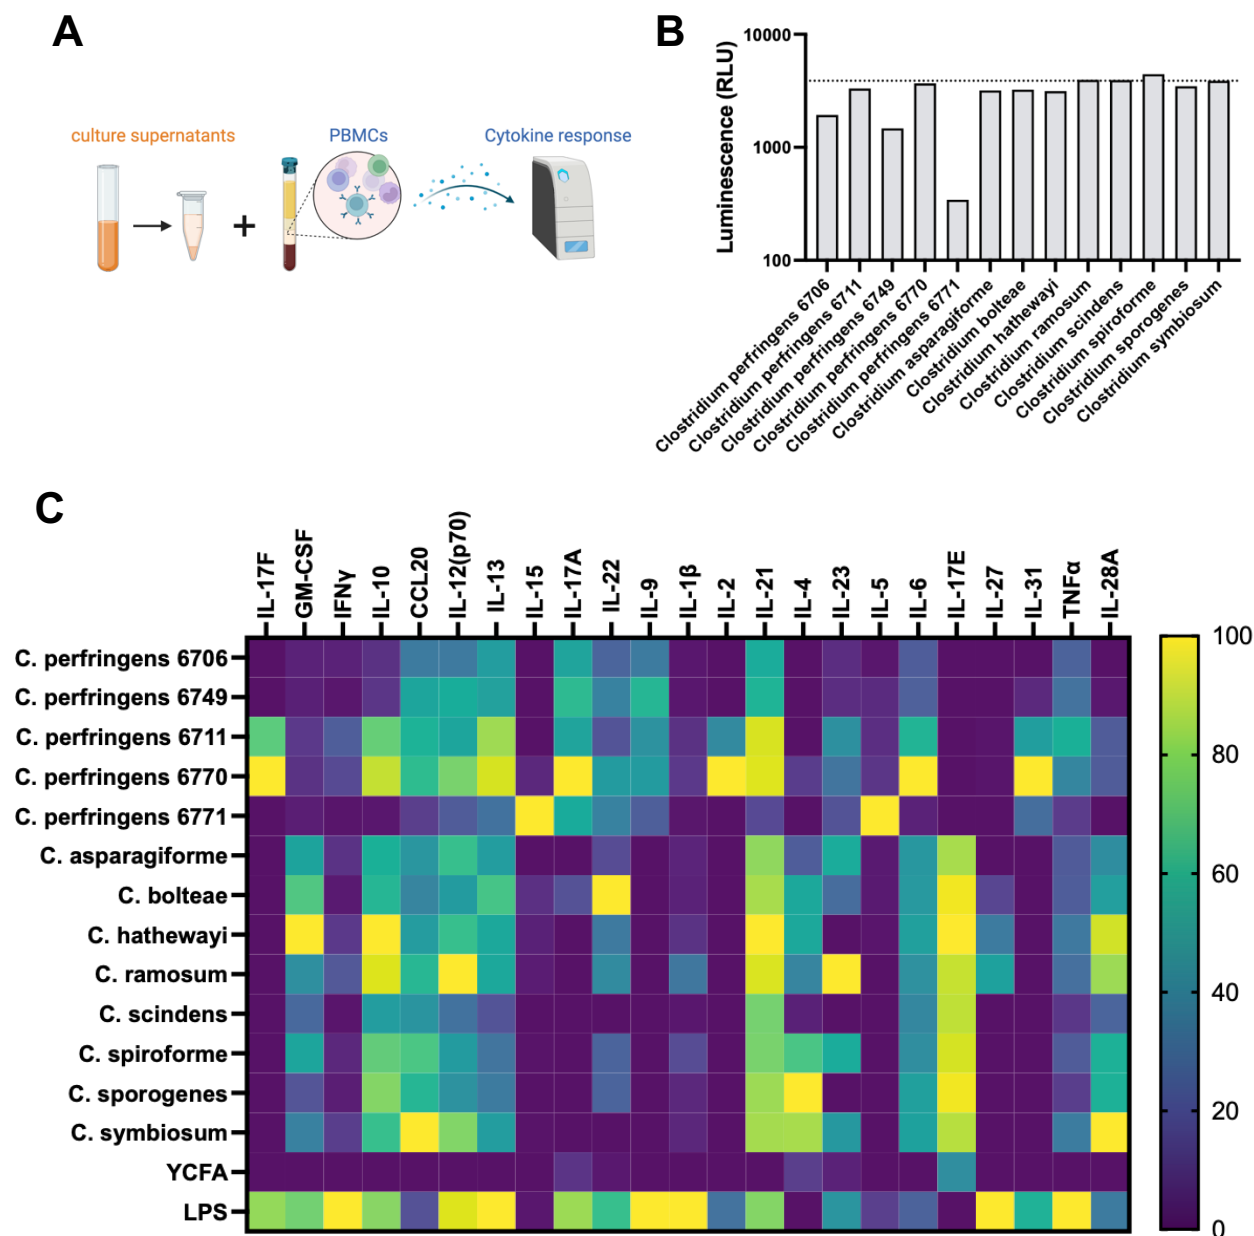 A
culture supernatants
PBMCs
Cytokine response
+
B
Luminescence (RLU)
10000
1000
100
Clostridium perfringens 6706
Clostridium perfringens 6711
Clostridium perfringens 6749
Clostridium perfringens 6770
Clostridium perfringens 6771
Clostridium asparagiforme
Clostridium bolteae
Clostridium hathewayi
Clostridium ramosum
Clostridium scindens
Clostridium spiroforme
Clostridium sporogenes
Clostridium symbiosum
C
IL-17F
GM-CSF
IFNγ
IL-10
CCL20
IL-12(p70)
IL-13
IL-15
IL-17A
IL-22
IL-9
IL-1β
IL-2
IL-21
IL-4
IL-23
IL-5
IL-6
IL-17E
IL-27
IL-31
TNFα
IL-28A
C. perfringens 6706
C. perfringens 6749
C. perfringens 6711
C. perfringens 6770
C. perfringens 6771
C. asparagiforme
C. bolteae
C. hathewayi
C. ramosum
C. scindens
C. spiroforme
C. sporogenes
C. symbiosum
YCFA
LPS
100
80
60
40
20
0